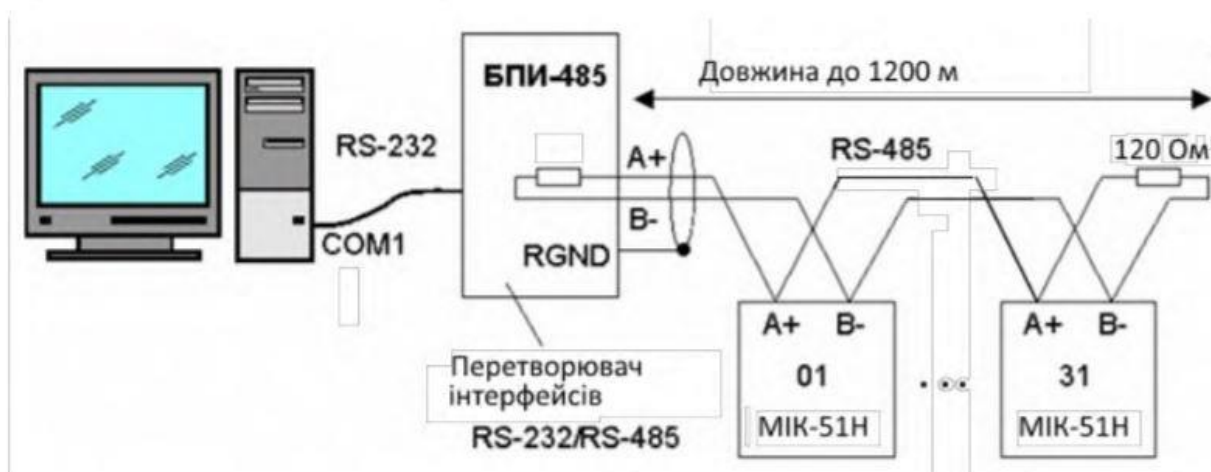 БПИ-485
Довжина до 1200 м
RS-232
A+
RS-485
120 Ом
B-
COM1
RGND
A+ B-
A+ B-
Перетворювач
інтерфейсів
RS-232/RS-485
01
31
МІК-51Н
МІК-51Н